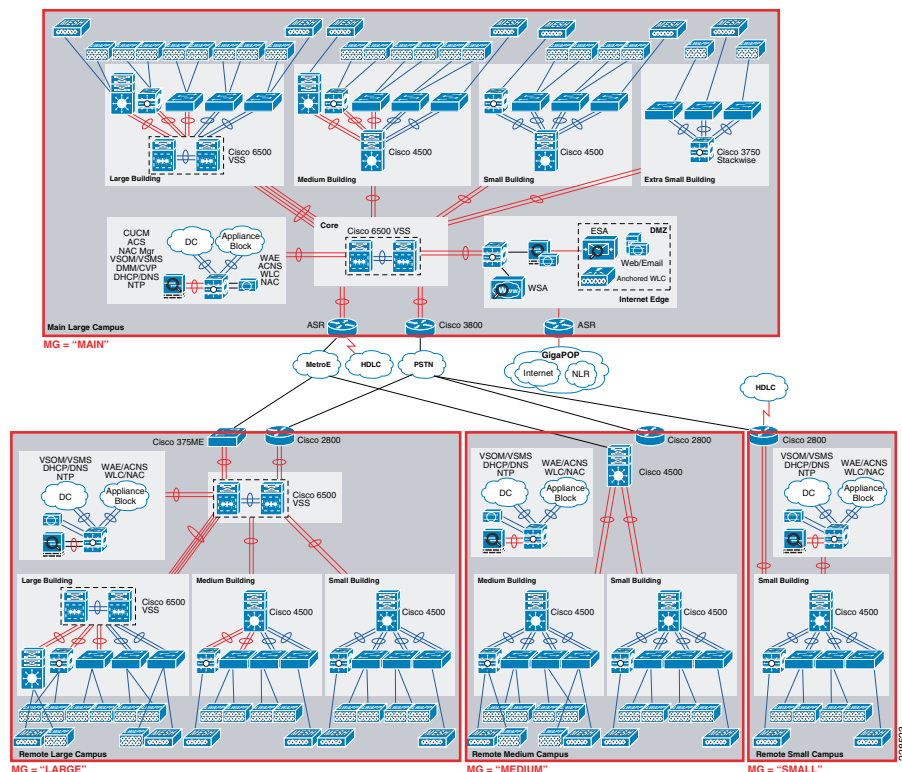 Cisco 6500
VSS
Large Building
Cisco 4500
Medium Building
Cisco 4500
Small Building
Cisco 3750
Stackwise
Extra Small Building
CUCM
ACS
NAC Mgr
VSOM/VSMS
DMM/CVP
DHCP/DNS
NTP
DC
Appliance
Block
WAE
ACNS
WLC
NAC
Core
Cisco 6500 VSS
WSA
ESA
DMZ
Web/Email
Anchored WLC
Internet Edge
Main Large Campus
ASR
Cisco 3800
ASR
MG = “MAIN”
MetroE
HDLC
PSTN
GigaPOP
Internet
NLR
HDLC
Cisco 375ME
Cisco 2800
VSOM/VSMS
DHCP/DNS
NTP
WAE/ACNS
WLC/NAC
DC
Appliance
Block
Cisco 6500
VSS
Large Building
Cisco 6500
VSS
Medium Building
Cisco 4500
Small Building
Cisco 4500
Remote Large Campus
MG = “LARGE”
Cisco 2800
Cisco 4500
VSOM/VSMS
DHCP/DNS
NTP
WAE/ACNS
WLC/NAC
DC
Appliance
Block
Medium Building
Cisco 4500
Small Building
Cisco 4500
Remote Medium Campus
MG = “MEDIUM”
Cisco 2800
VSOM/VSMS
DHCP/DNS
NTP
WAE/ACNS
WLC/NAC
DC
Appliance
Block
Small Building
Cisco 4500
Remote Small Campus
MG = “SMALL”